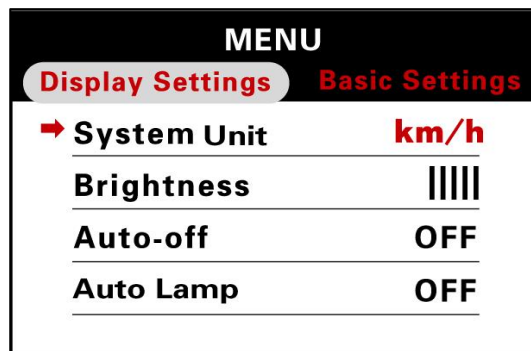 MENU
Display Settings Basic Settings
System Unit km/h
Brightness |||||
Auto-off OFF
Auto Lamp OFF